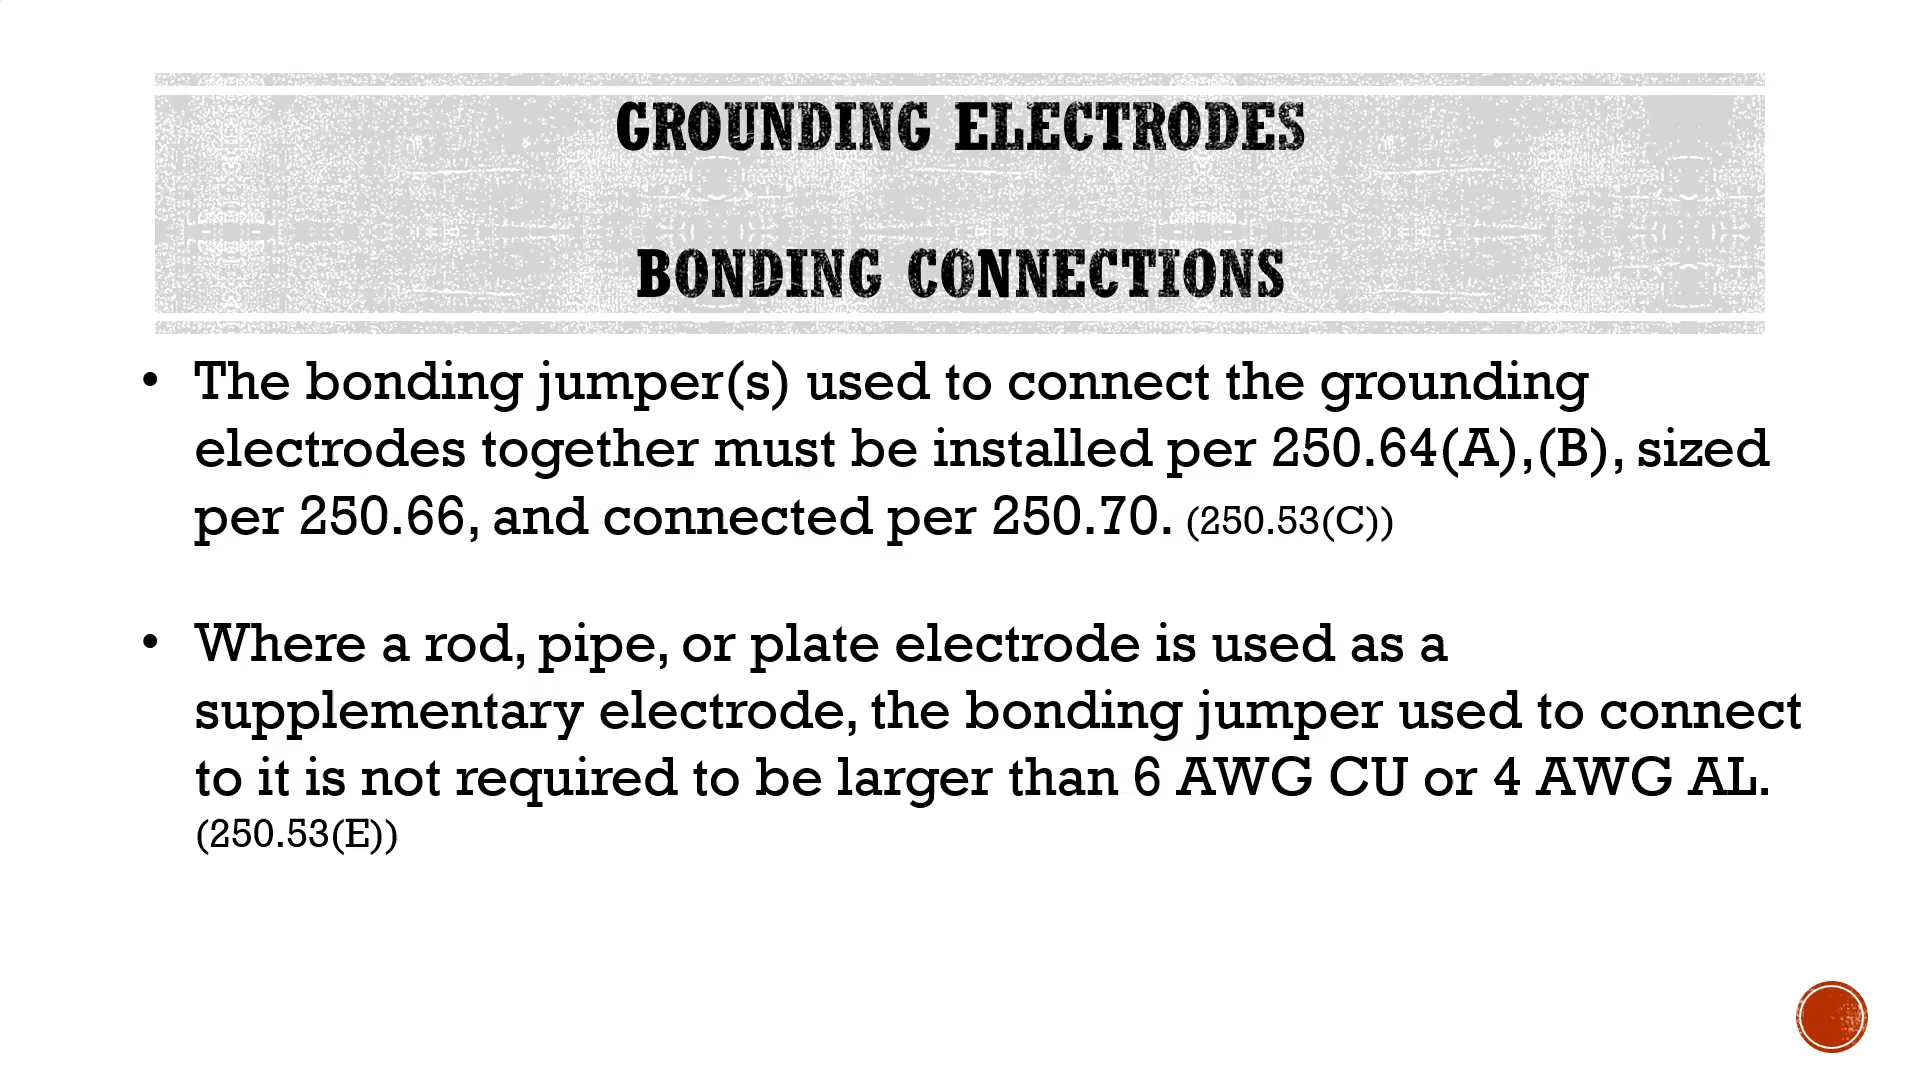 GROUNDING ELECTRODES
BONDING CONNECTIONS
• The bonding jumper(s) used to connect the grounding
electrodes together must be installed per 250.64(A),(B), sized
per 250.66, and connected per 250.70. (250.53(C))
• Where a rod, pipe, or plate electrode is used as a
supplementary electrode, the bonding jumper used to connect
to it is not required to be larger than 6 AWG CU or 4 AWG AL.
(250.53(E))